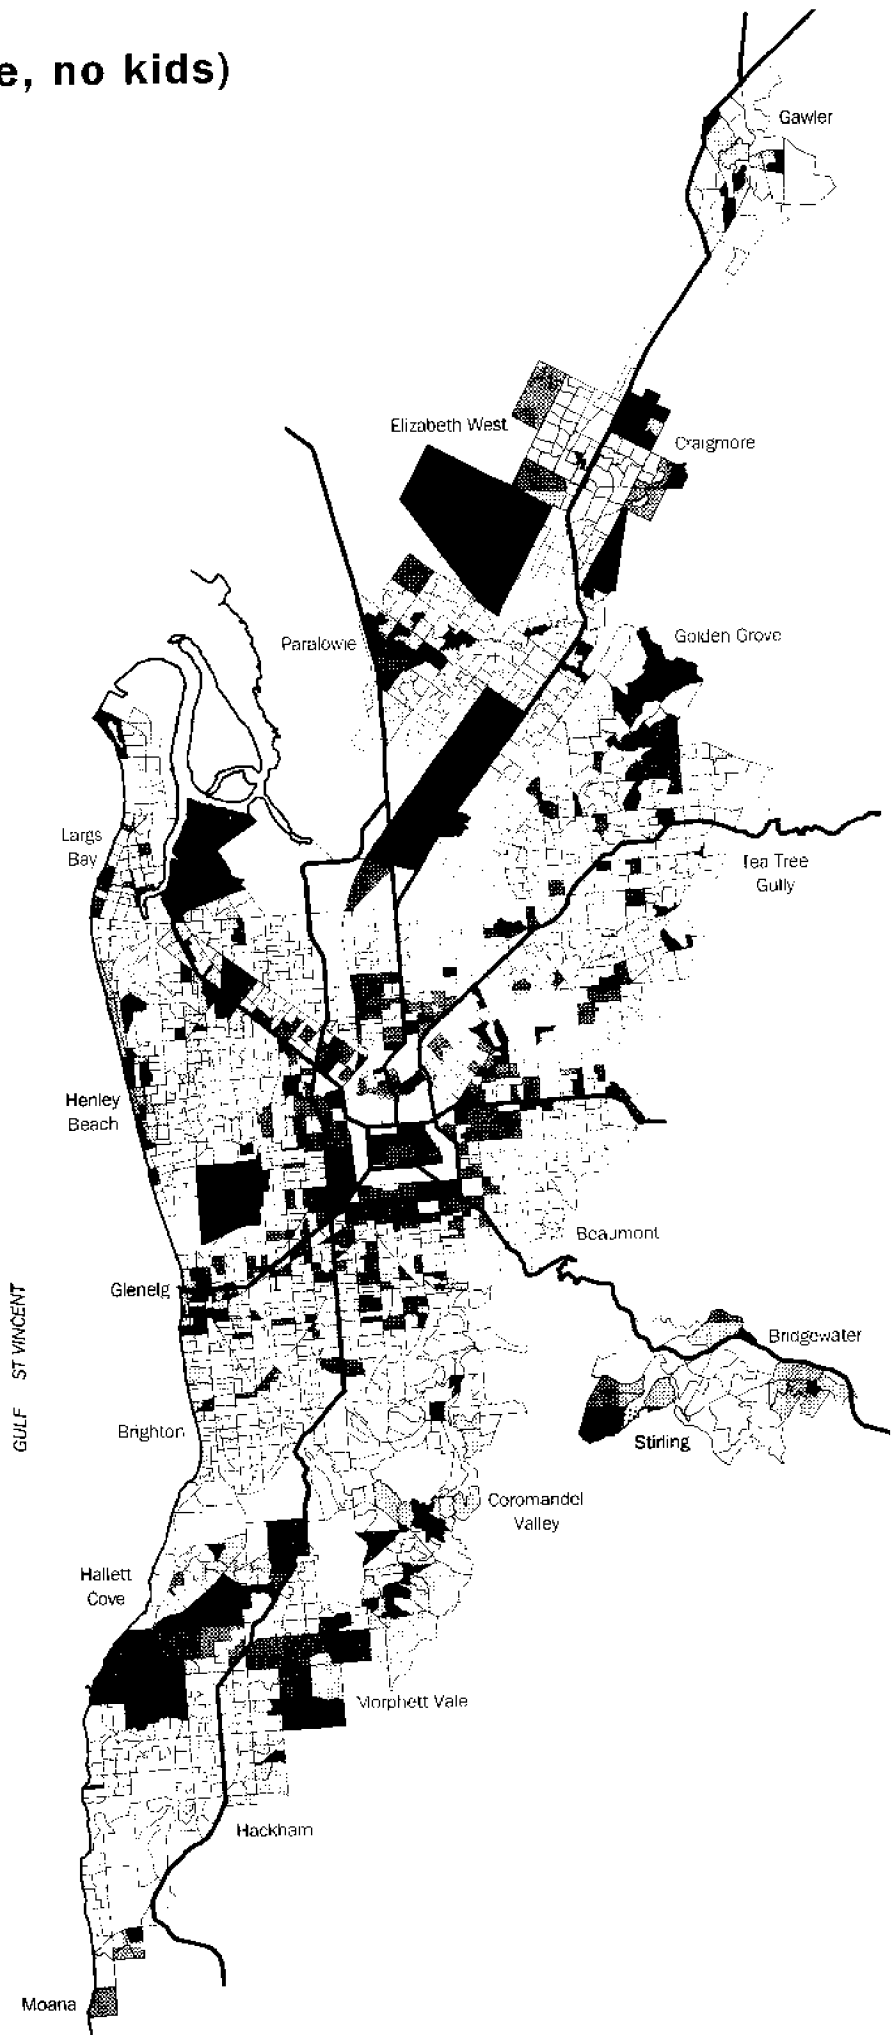 e, no kids)
Gawler
Elizabeth West
Craigmore
Paralowie
Golden Grove
Largs
Bay
Tea Tree
Gully
Henley
Beach
Beaumont
Glenelg
GULF ST VINCENT
Bridgewater
Brighton
Stirling
Coromandel
Valley
Hallett
Cove
Morphett Vale
Hackham
Moana